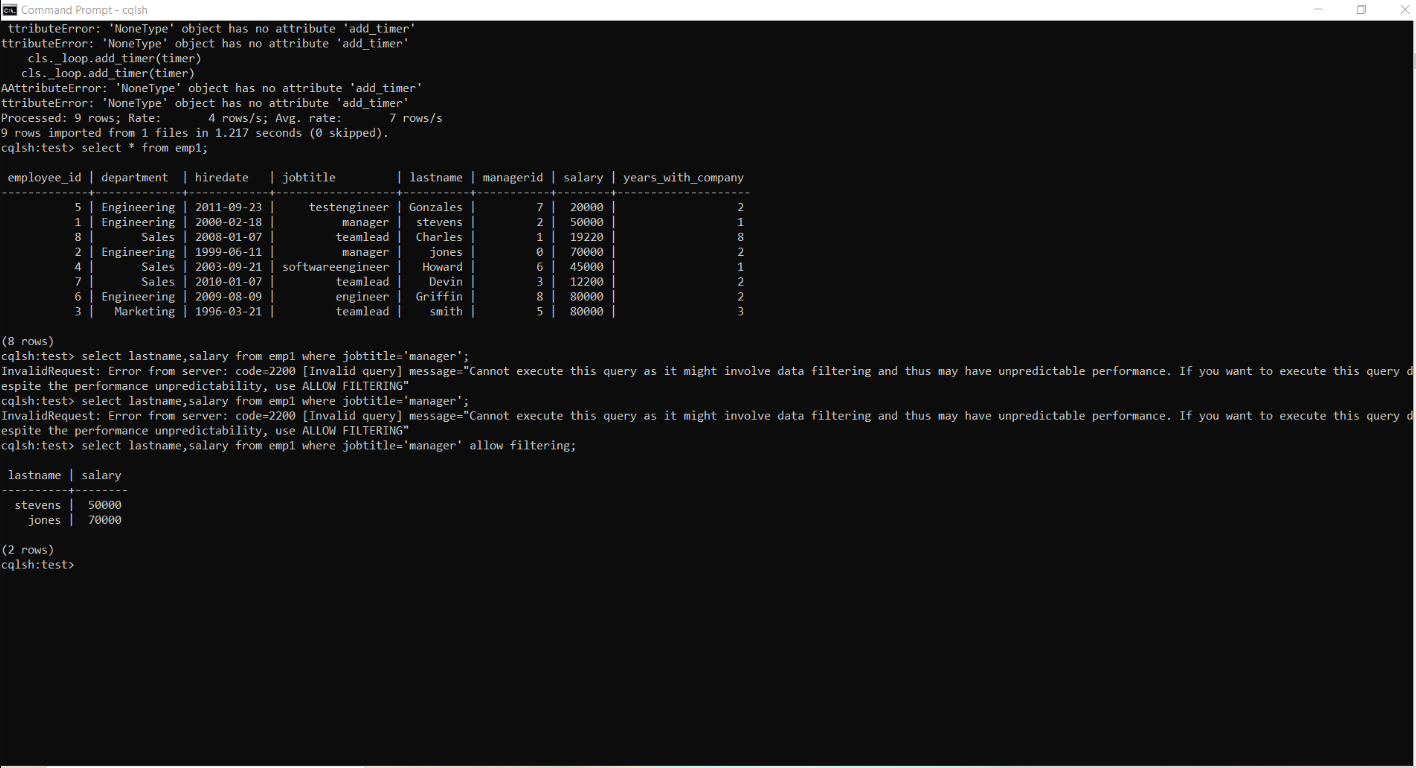 Command Prompt - cqlsh
ttributeError: 'NoneType' object has no attribute 'add_timer'
ttributeError: 'NoneType' object has no attribute 'add_timer'
    cls._loop.add_timer(timer)
   cls._loop.add_timer(timer)
AAttributeError: 'NoneType' object has no attribute 'add_timer'
ttributeError: 'NoneType' object has no attribute 'add_timer'
Processed: 9 rows; Rate:       4 rows/s; Avg. rate:       7 rows/s
9 rows imported from 1 files in 1.217 seconds (0 skipped).
cqlsh:test> select * from emp1;
 employee_id | department  | hiredate   | jobtitle         | lastname | managerid | salary | years_with_company
-------------+-------------+------------+------------------+----------+-----------+--------+--------------------
           5 | Engineering | 2011-09-23 |     testengineer | Gonzales |         7 |  20000 |                  2
           1 | Engineering | 2000-02-18 |          manager |  stevens |         2 |  50000 |                  1
           8 |       Sales | 2008-01-07 |         teamlead |  Charles |         1 |  19220 |                  8
           2 | Engineering | 1999-06-11 |          manager |    jones |         0 |  70000 |                  2
           4 |       Sales | 2003-09-21 | softwareengineer |   Howard |         6 |  45000 |                  1
           7 |       Sales | 2010-01-07 |         teamlead |    Devin |         3 |  12200 |                  2
           6 | Engineering | 2009-08-09 |         engineer |  Griffin |         8 |  80000 |                  2
           3 |   Marketing | 1996-03-21 |         teamlead |    smith |         5 |  80000 |                  3
(8 rows)
cqlsh:test> select lastname,salary from emp1 where jobtitle='manager';
InvalidRequest: Error from server: code=2200 [Invalid query] message="Cannot execute this query as it might involve data filtering and thus may have unpredictable performance. If you want to execute this query d
espite the performance unpredictability, use ALLOW FILTERING"
cqlsh:test> select lastname,salary from emp1 where jobtitle='manager';
InvalidRequest: Error from server: code=2200 [Invalid query] message="Cannot execute this query as it might involve data filtering and thus may have unpredictable performance. If you want to execute this query d
espite the performance unpredictability, use ALLOW FILTERING"
cqlsh:test> select lastname,salary from emp1 where jobtitle='manager' allow filtering;
 lastname | salary
----------+--------
  stevens |  50000
    jones |  70000
(2 rows)
cqlsh:test>